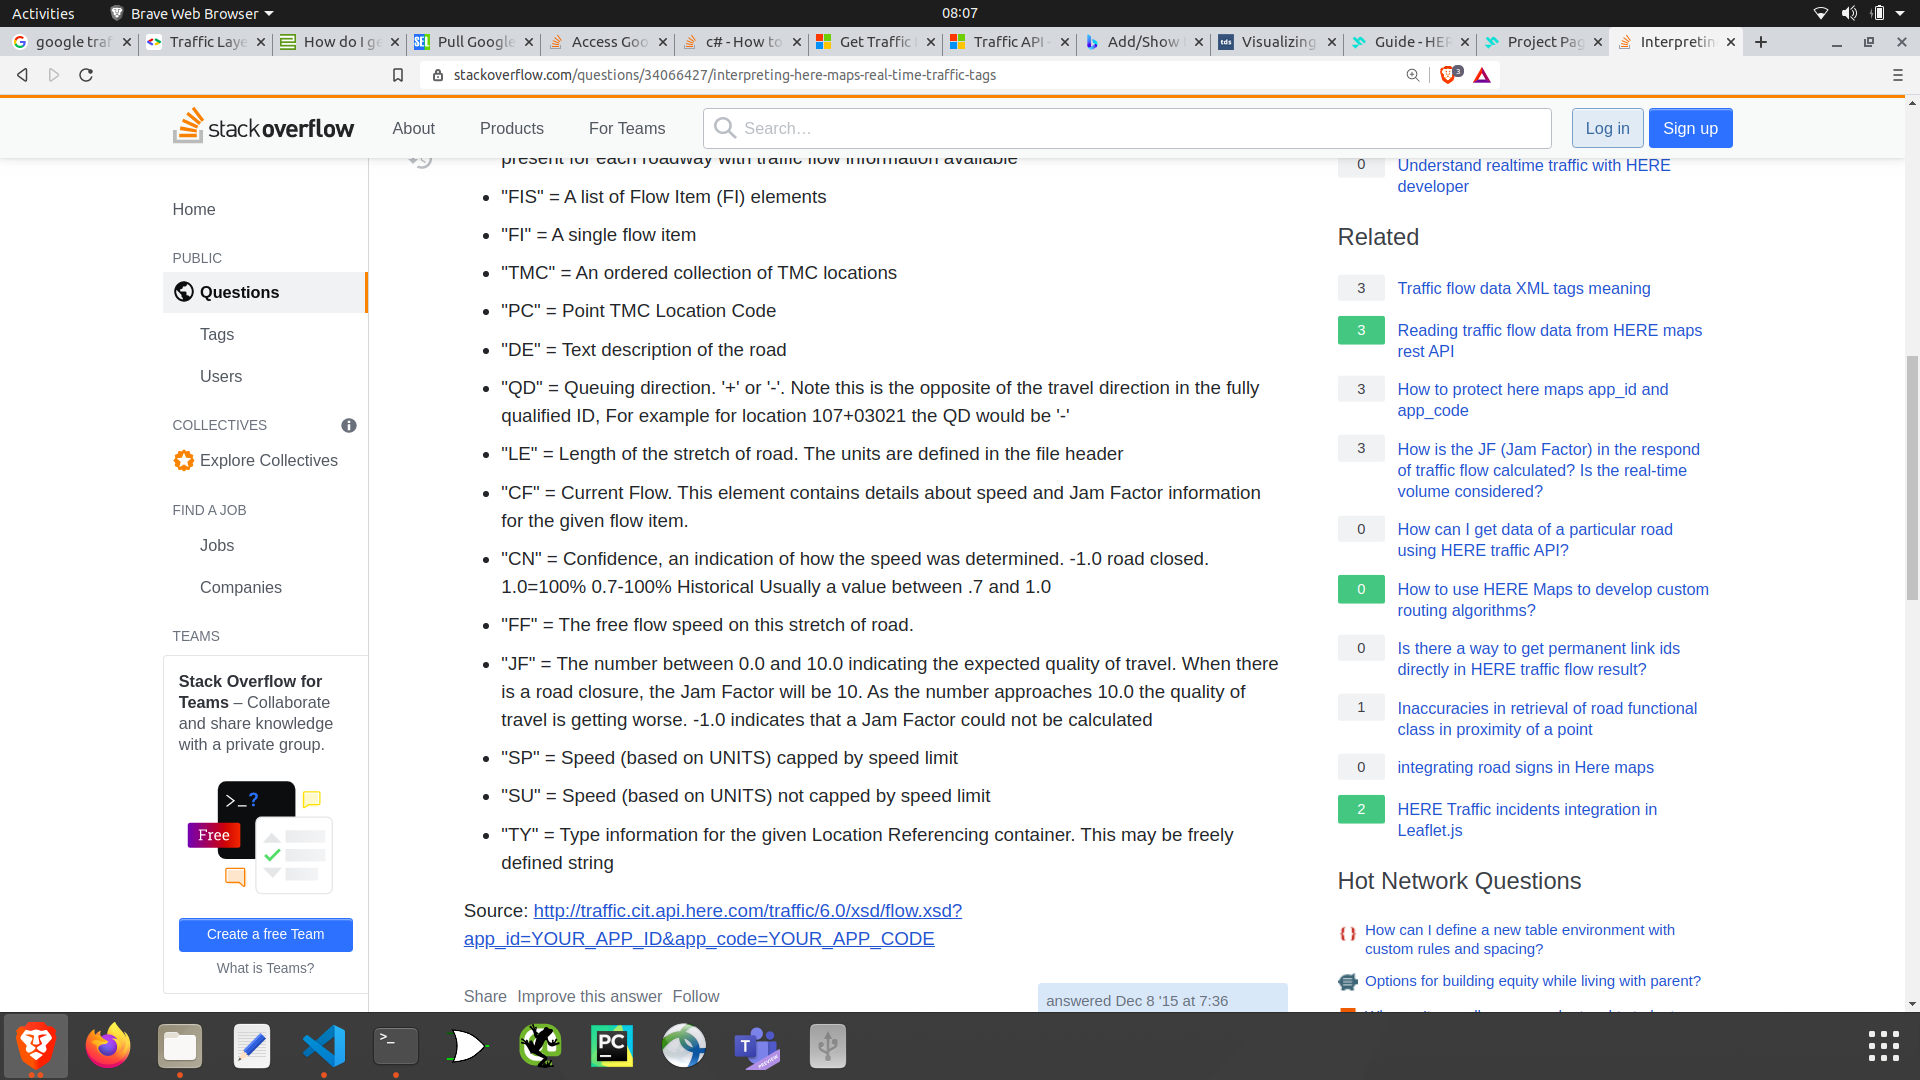 Activities
Brave Web Browser
08:07
google traf
Traffic Laye
How do I ge
Pull Google
Access Goo
c# - How to
Get Traffic
Traffic API -
Add/Show
Visualizing
Guide - HER
Project Pag
Interpretin
stackoverflow.com/questions/34066427/interpreting-here-maps-real-time-traffic-tags
3
stackoverflow
About
Products
For Teams
Search…
Log in
Sign up
Home
PUBLIC
Questions
Tags
Users
COLLECTIVES
Explore Collectives
FIND A JOB
Jobs
Companies
TEAMS
Stack Overflow for
Teams – Collaborate
and share knowledge
with a private group.
>_?
Free
Create a free Team
What is Teams?
present for each roadway with traffic flow information available
"FIS" = A list of Flow Item (FI) elements
"FI" = A single flow item
"TMC" = An ordered collection of TMC locations
"PC" = Point TMC Location Code
"DE" = Text description of the road
"QD" = Queuing direction. '+' or '-'. Note this is the opposite of the travel direction in the fully
qualified ID, For example for location 107+03021 the QD would be '-'
"LE" = Length of the stretch of road. The units are defined in the file header
"CF" = Current Flow. This element contains details about speed and Jam Factor information
for the given flow item.
"CN" = Confidence, an indication of how the speed was determined. -1.0 road closed.
1.0=100% 0.7-100% Historical Usually a value between .7 and 1.0
"FF" = The free flow speed on this stretch of road.
"JF" = The number between 0.0 and 10.0 indicating the expected quality of travel. When there
is a road closure, the Jam Factor will be 10. As the number approaches 10.0 the quality of
travel is getting worse. -1.0 indicates that a Jam Factor could not be calculated
"SP" = Speed (based on UNITS) capped by speed limit
"SU" = Speed (based on UNITS) not capped by speed limit
"TY" = Type information for the given Location Referencing container. This may be freely
defined string
Source: http://traffic.cit.api.here.com/traffic/6.0/xsd/flow.xsd?
app_id=YOUR_APP_ID&app_code=YOUR_APP_CODE
Share Improve this answer Follow
answered Dec 8 '15 at 7:36
0 Understand realtime traffic with HERE
developer
Related
3 Traffic flow data XML tags meaning
3 Reading traffic flow data from HERE maps
rest API
3 How to protect here maps app_id and
app_code
3 How is the JF (Jam Factor) in the respond
of traffic flow calculated? Is the real-time
volume considered?
0 How can I get data of a particular road
using HERE traffic API?
0 How to use HERE Maps to develop custom
routing algorithms?
0 Is there a way to get permanent link ids
directly in HERE traffic flow result?
1 Inaccuracies in retrieval of road functional
class in proximity of a point
0 integrating road signs in Here maps
2 HERE Traffic incidents integration in
Leaflet.js
Hot Network Questions
How can I define a new table environment with
custom rules and spacing?
Options for building equity while living with parent?